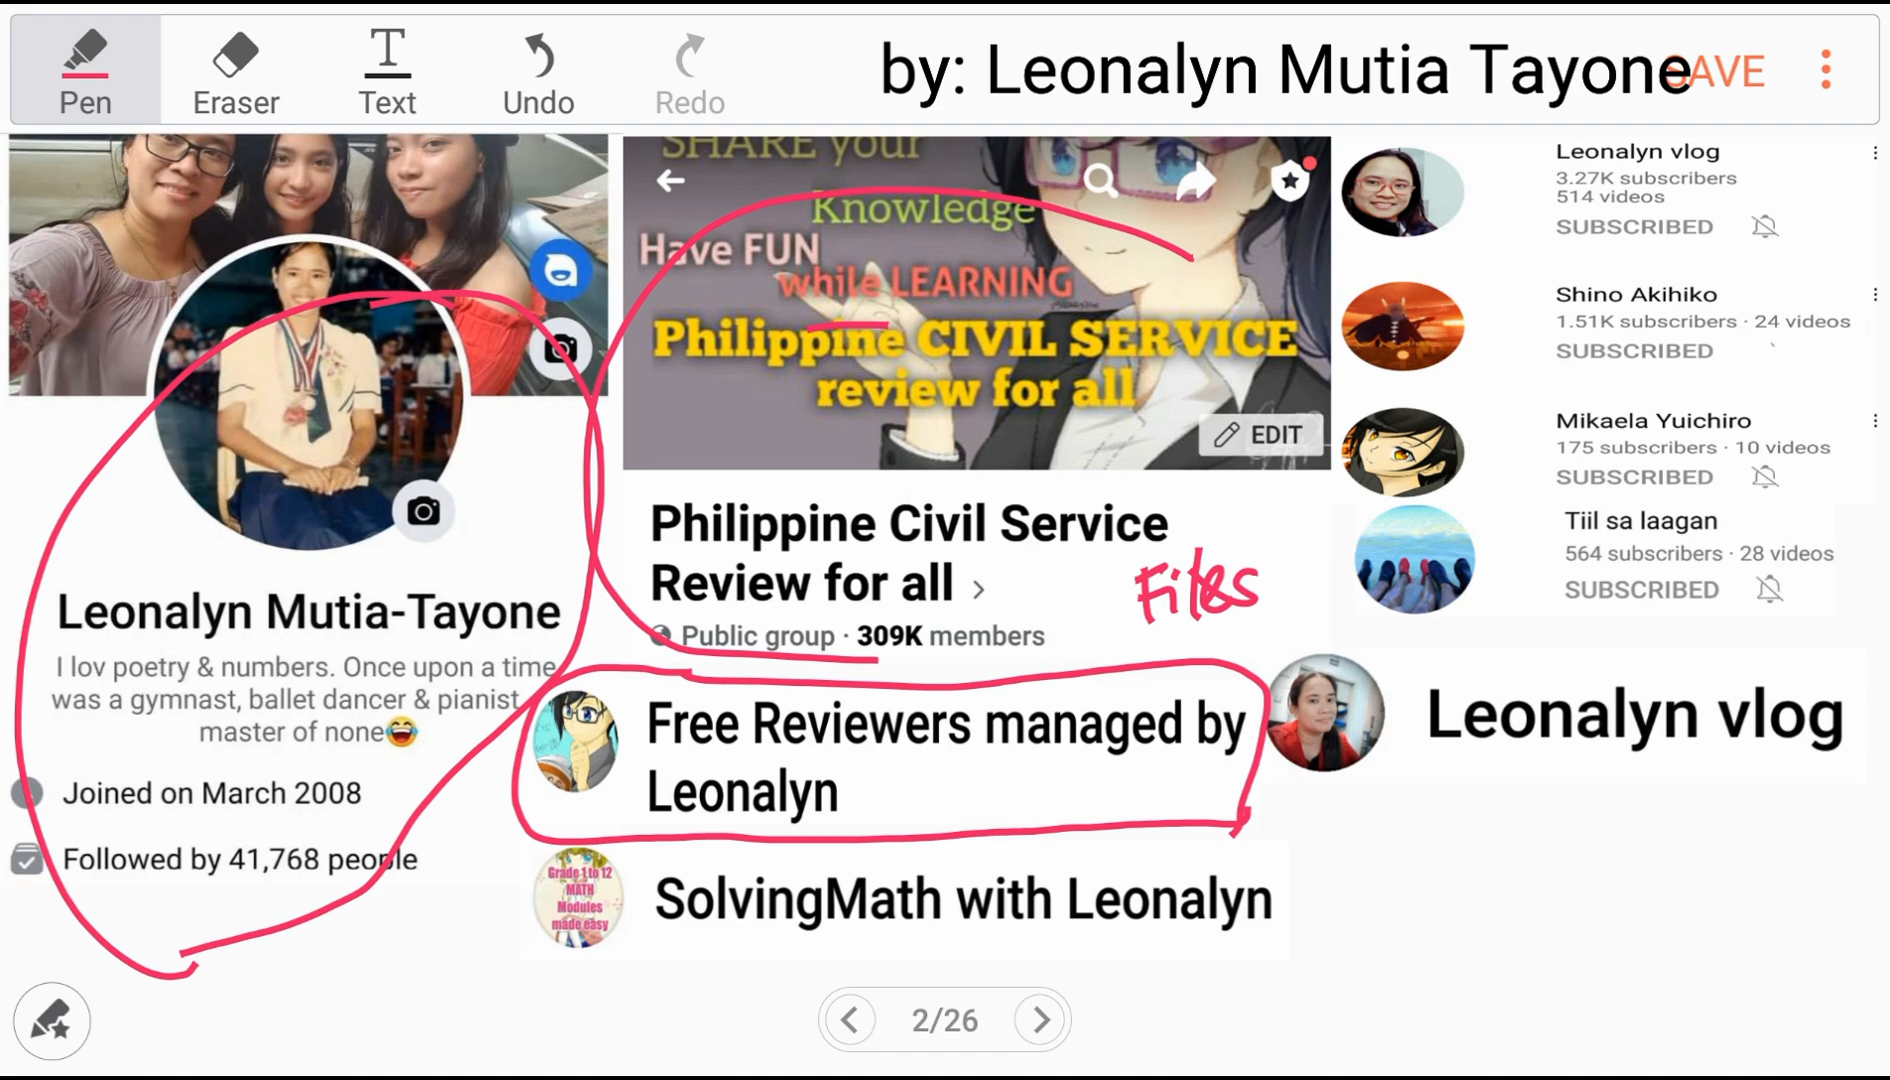 Pen
Eraser
Text
Undo
Redo
by: Leonalyn Mutia Tayone
SAVE
Leonalyn Mutia-Tayone
I lov poetry & numbers. Once upon a time
was a gymnast, ballet dancer & pianist
master of none😂
Joined on March 2008
Followed by 41,768 people
SHARE your
Knowledge
Have FUN
while LEARNING
Philippine CIVIL SERVICE
review for all
EDIT
Philippine Civil Service
Review for all >
Public group · 309K members
Files
Free Reviewers managed by
Leonalyn
Grade 1 to 12
MATH
Modules
made easy
SolvingMath with Leonalyn
Leonalyn vlog
3.27K subscribers
514 videos
SUBSCRIBED
Shino Akihiko
1.51K subscribers · 24 videos
SUBSCRIBED
Mikaela Yuichiro
175 subscribers · 10 videos
SUBSCRIBED
Tiil sa laagan
564 subscribers · 28 videos
SUBSCRIBED
Leonalyn vlog
2/26